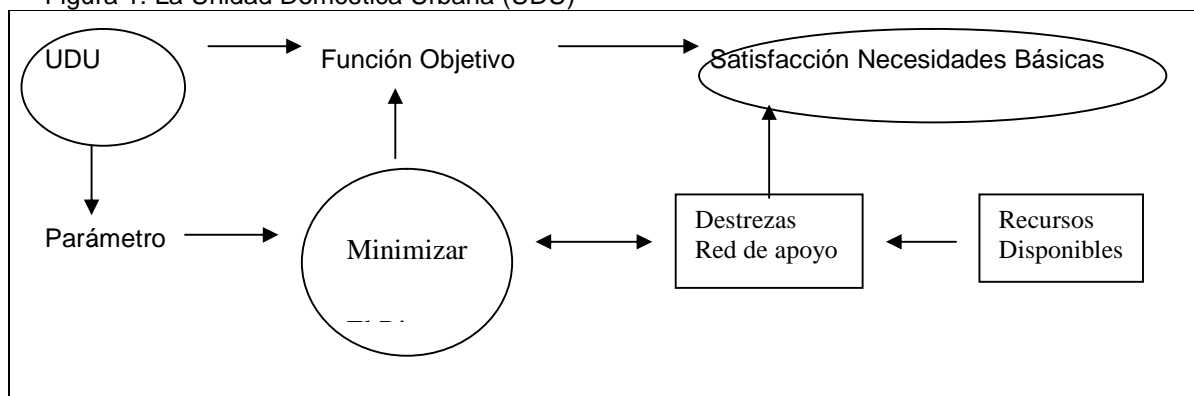 Figura 1. La Unidad Doméstica Urbana (UDU)
UDU
Función Objetivo
Satisfacción Necesidades Básicas
Parámetro
Minimizar
Destrezas
Red de apoyo
Recursos
Disponibles